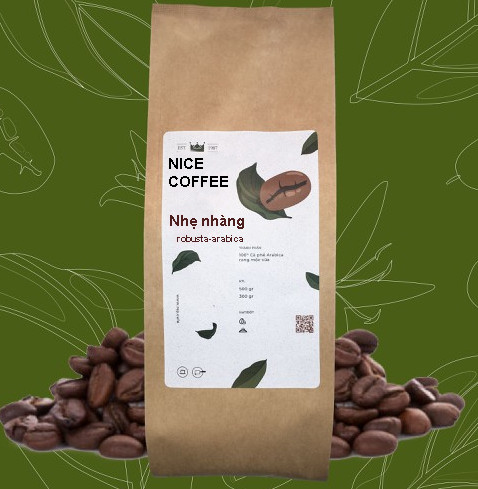 NICE
COFFEE
Nhẹ nhàng
robusta-arabica
100% Cà phê Arabica
rang mộc vừa
500 gr
300 gr